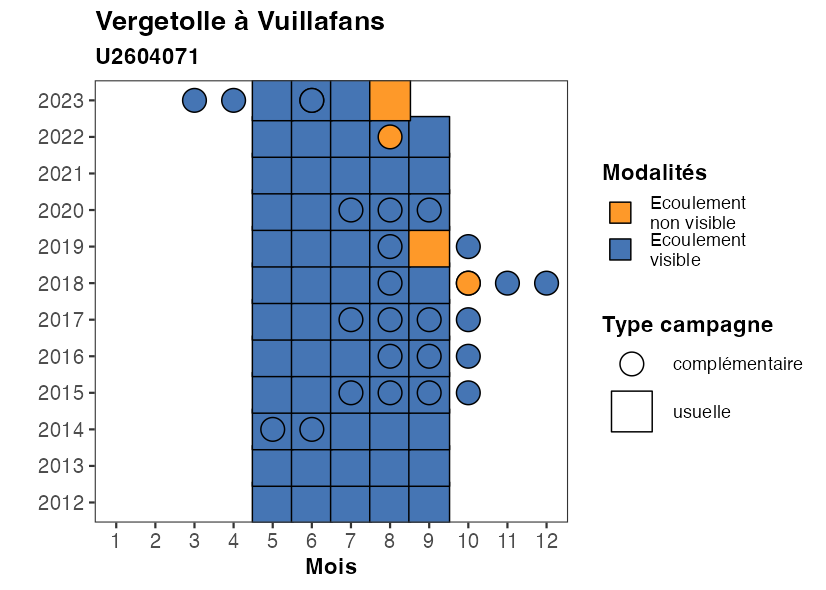 Vergetolle à Vuillafans
U2604071
2023
2022
2021
2020
2019
2018
2017
2016
2015
2014
2013
2012
1 2 3 4 5 6 7 8 9 10 11 12
Mois
Modalités
Ecoulement
non visible
Ecoulement
visible
Type campagne
complémentaire
usuelle